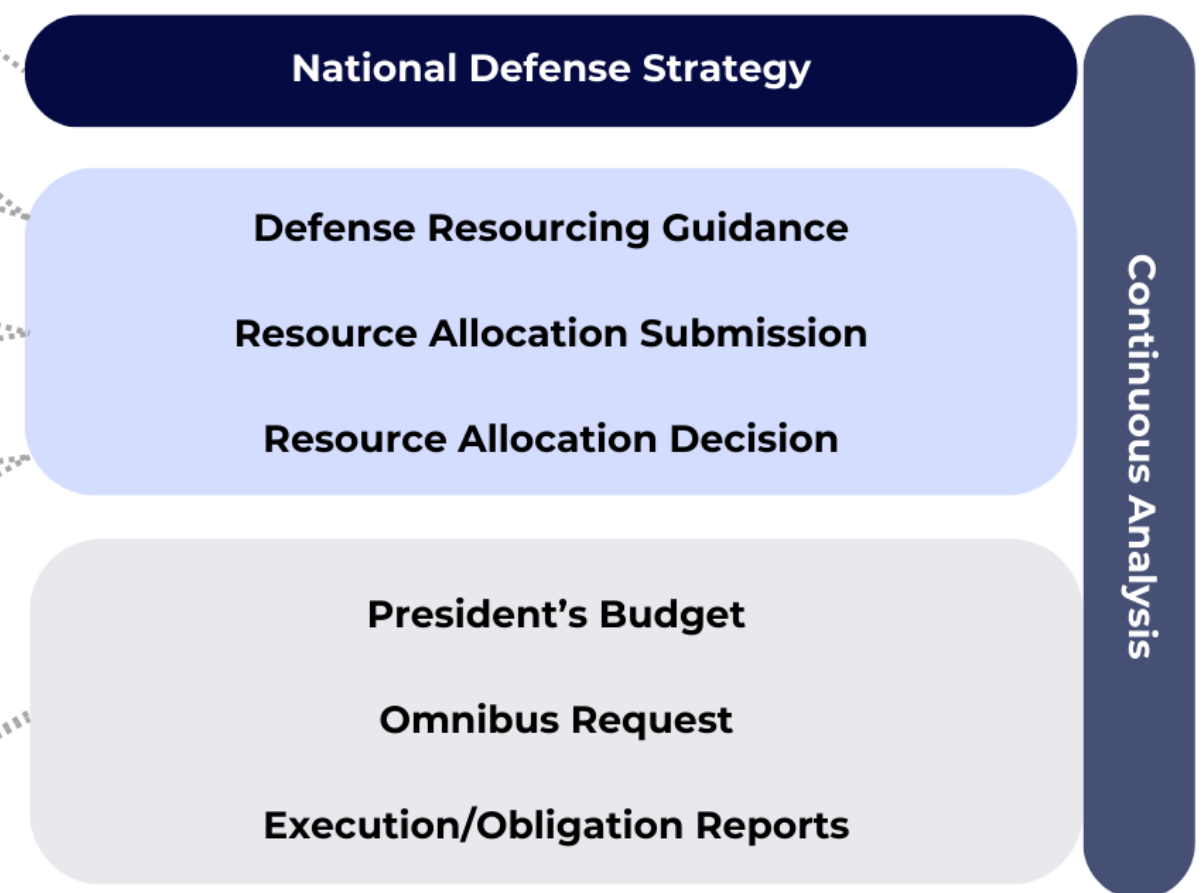 National Defense Strategy
Defense Resourcing Guidance
Resource Allocation Submission
Resource Allocation Decision
President’s Budget
Omnibus Request
Execution/Obligation Reports
Continuous Analysis